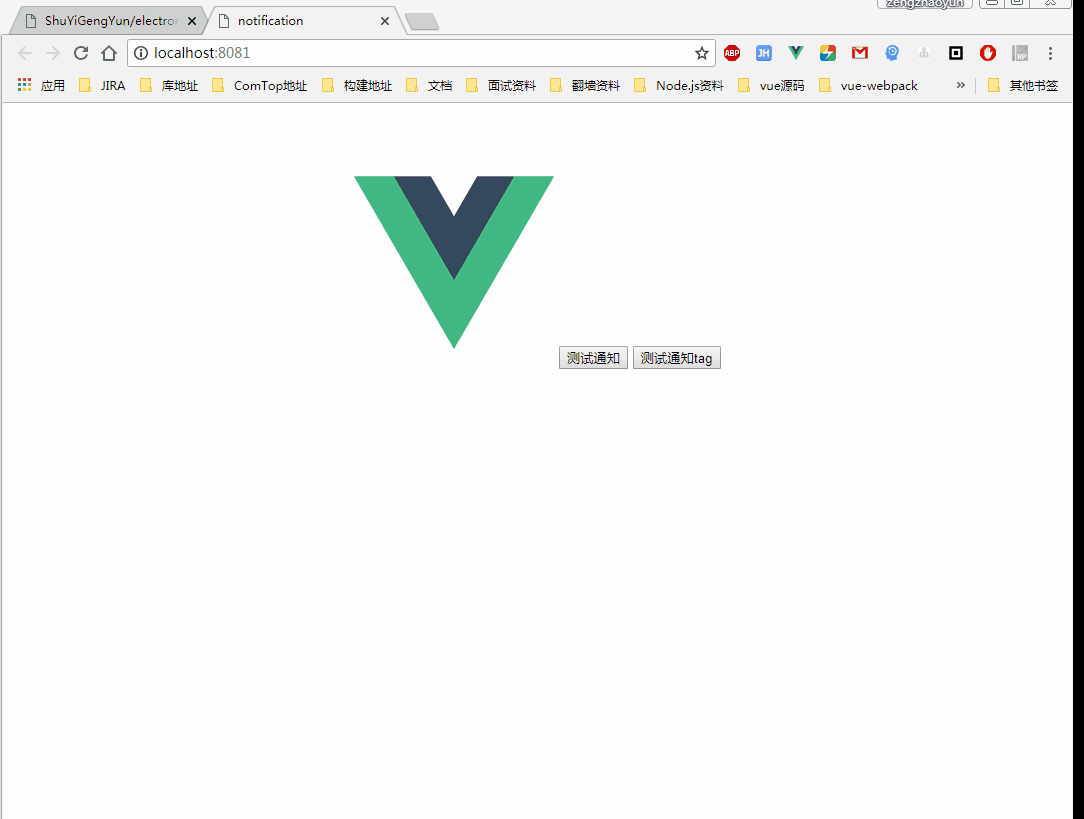 zengzhaoyun
ShuYiGengYun/electron
notification
localhost:8081
ABP
JH
RP
应用
JIRA
库地址
ComTop地址
构建地址
文档
面试资料
翻墙资料
Node.js资料
vue源码
vue-webpack
»
其他书签
测试通知
测试通知tag